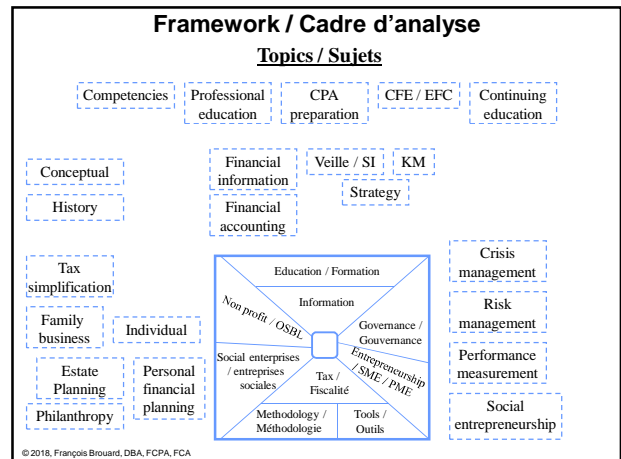 Framework / Cadre d'analyse
Topics / Sujets
Competencies
Professional
education
CPA
preparation
CFE / EFC
Continuing
education
Conceptual
History
Financial
information
Financial
accounting
Veille / SI
KM
Strategy
Tax
simplification
Family
business
Individual
Estate
Planning
Personal
financial
planning
Philanthropy
Education / Formation
Information
Non profit / OSBL
Governance /
Gouvernance
Social enterprises
/ entreprises
sociales
Entrepreneurship
/ SME / PME
Tax /
Fiscalité
Methodology /
Méthodologie
Tools /
Outils
Crisis
management
Risk
management
Performance
measurement
Social
entrepreneurship
© 2018, François Brouard, DBA, FCPA, FCA